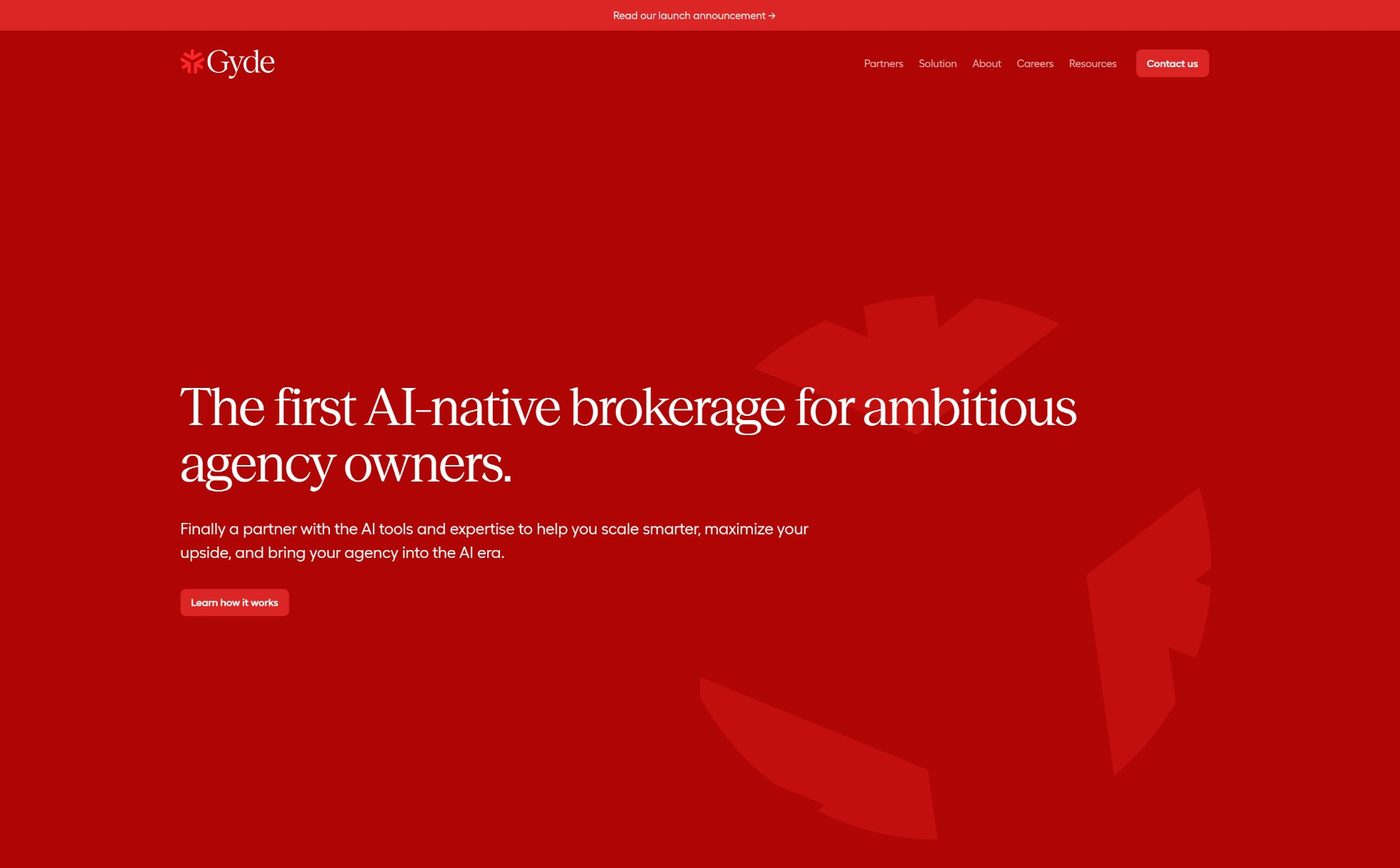 Read our launch announcement →
Gyde
Partners Solution About Careers Resources Contact us
The first AI-native brokerage for ambitious
agency owners.
Finally a partner with the AI tools and expertise to help you scale smarter, maximize your
upside, and bring your agency into the AI era.
Learn how it works